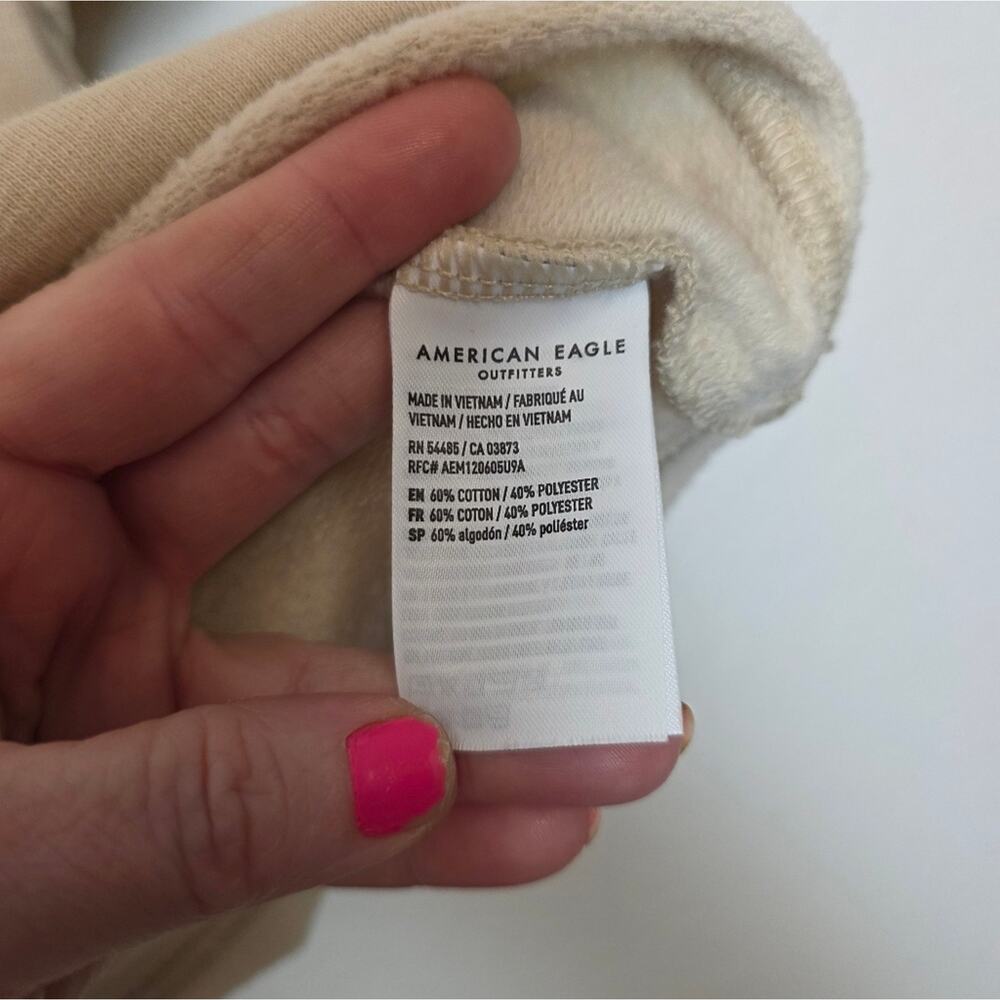 AMERICAN EAGLE
OUTFITTERS
MADE IN VIETNAM / FABRIQUÉ AU
VIETNAM / HECHO EN VIETNAM
RN 54485 / CA 03873
RFC# AEM120605U9A
EN 60% COTTON / 40% POLYESTER
FR 60% COTON / 40% POLYESTER
SP 60% algodón / 40% poliéster